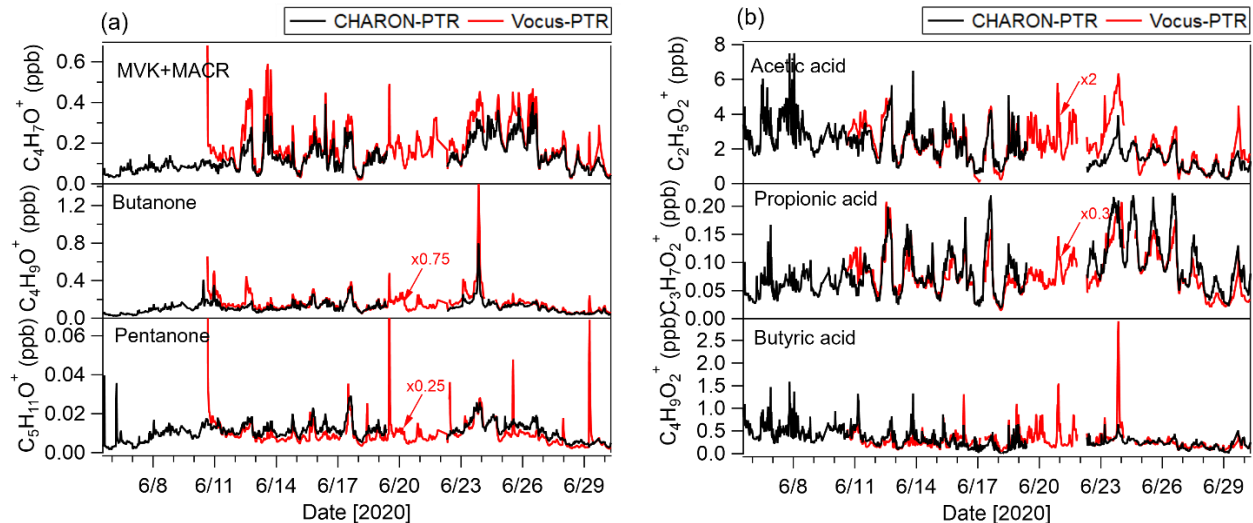 (a)
CHARON-PTR Vocus-PTR
MVK+MACR
C4H7O+ (ppb)
0.6
0.4
0.2
0.0
Butanone
C4H9O+ (ppb)
1.2
0.8
0.4
0.0
x0.75
Pentanone
C5H11O+ (ppb)
0.06
0.04
0.02
0.00
x0.25
6/8 6/11 6/14 6/17 6/20 6/23 6/26 6/29
Date [2020]
(b)
CHARON-PTR Vocus-PTR
Acetic acid
C2H5O2+ (ppb)
8
6
4
2
0
x2
Propionic acid
C3H7O2+ (ppb)
0.20
0.15
0.10
0.05
0.00
x0.3
Butyric acid
C4H9O2+ (ppb)
2.5
2.0
1.5
1.0
0.5
0.0
6/8 6/11 6/14 6/17 6/20 6/23 6/26 6/29
Date [2020]